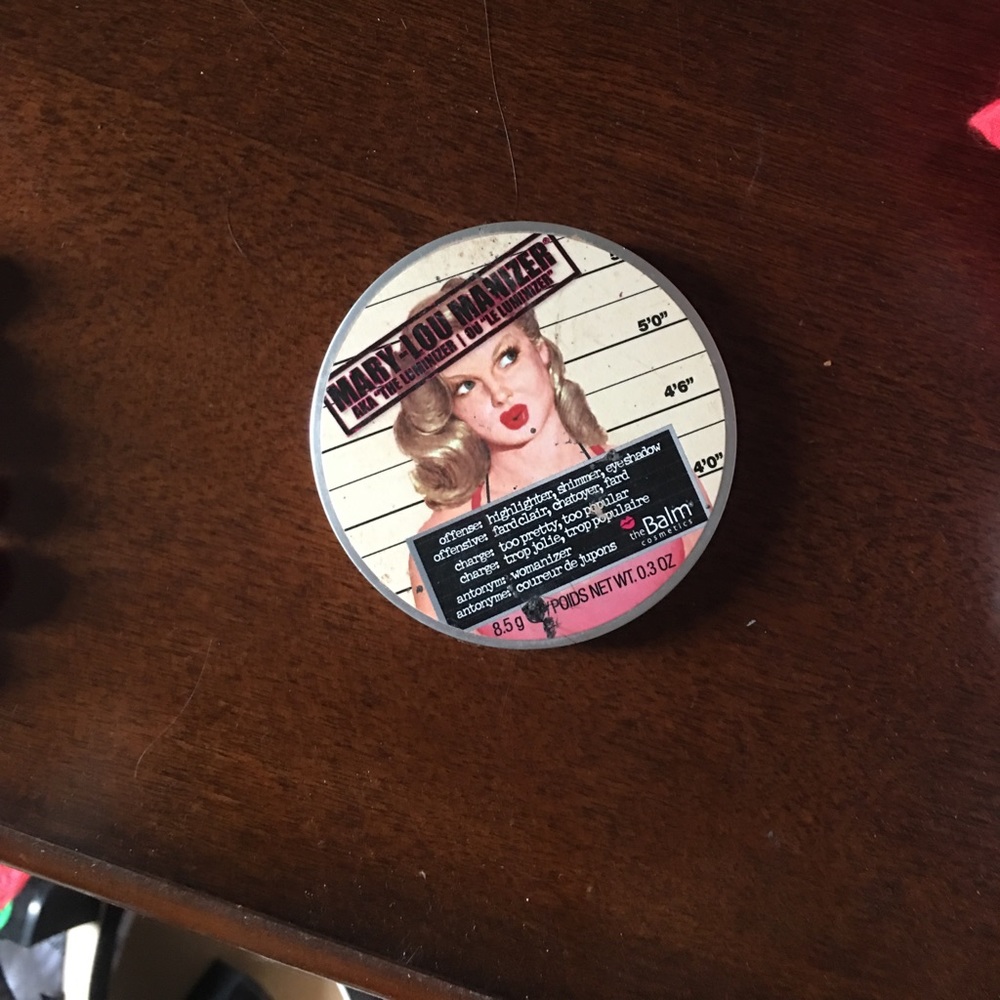 MARY-LOU MANIZER®
AKA "THE LUMINIZER | OU "LE LUMINIZER"
5'0"
4'6"
4'0"
offense: highlighter, shimmer, eyeshadow
offensive: fard clair, chatoyer, fard
charge: too pretty, too popular
charge: trop jolie, trop populaire
antonym: womanizer
antonyme: coureur de jupons
theBalm®
cosmetics
8.5 g /POIDS NET WT. 0.3 OZ